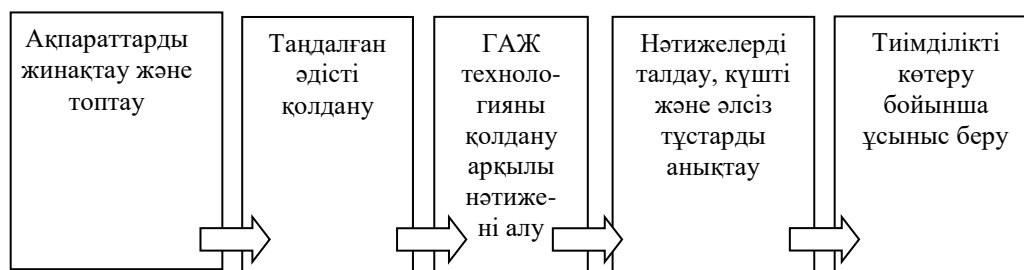 Ақпараттарды
жинақтау және
топтау
Таңдалған
әдісті
қолдану
ГАЖ
техноло-
гияны
қолдану
арқылы
нәтиже-
ні алу
Нәтижелерді
талдау, күшті
және әлсіз
тұстарды
анықтау
Тиімділікті
көтеру
бойынша
ұсыныс беру